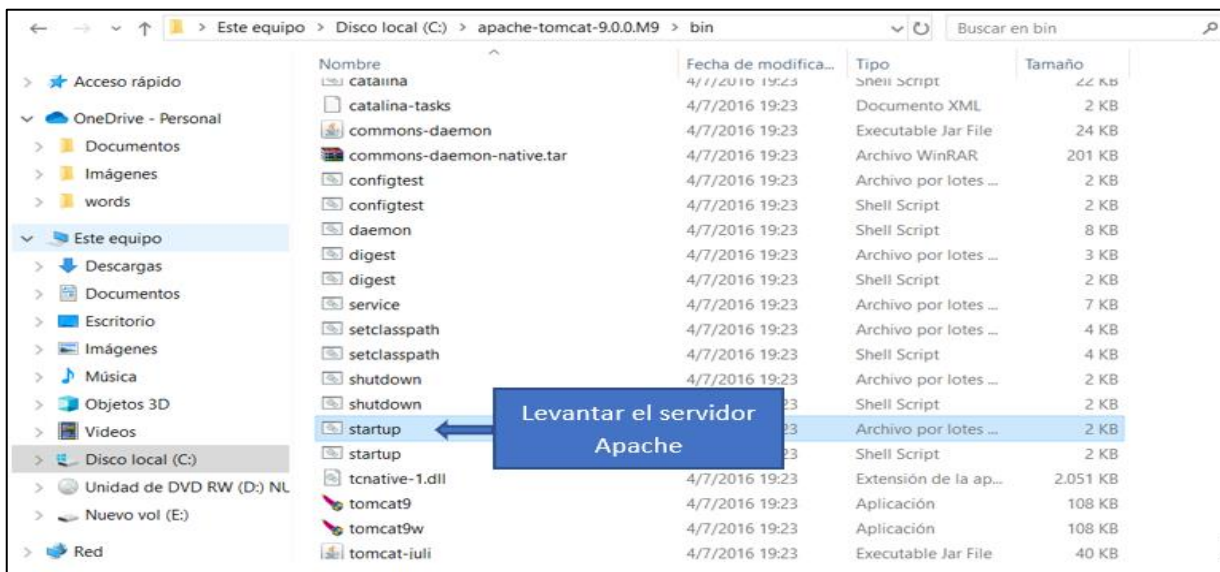 Este equipo > Disco local (C:) > apache-tomcat-9.0.0.M9 > bin
Buscar en bin
Nombre Fecha de modifica... Tipo Tamaño
catalina 4/7/2016 19:23 Shell Script 22 KB
catalina-tasks 4/7/2016 19:23 Documento XML 2 KB
commons-daemon 4/7/2016 19:23 Executable Jar File 24 KB
commons-daemon-native.tar 4/7/2016 19:23 Archivo WinRAR 201 KB
configtest 4/7/2016 19:23 Archivo por lotes ... 2 KB
configtest 4/7/2016 19:23 Shell Script 2 KB
daemon 4/7/2016 19:23 Shell Script 8 KB
digest 4/7/2016 19:23 Archivo por lotes ... 3 KB
digest 4/7/2016 19:23 Shell Script 2 KB
service 4/7/2016 19:23 Archivo por lotes ... 7 KB
setclasspath 4/7/2016 19:23 Archivo por lotes ... 4 KB
setclasspath 4/7/2016 19:23 Shell Script 4 KB
shutdown 4/7/2016 19:23 Archivo por lotes ... 2 KB
shutdown 23 Shell Script 2 KB
startup 23 Archivo por lotes ... 2 KB
startup 23 Shell Script 2 KB
tcnative-1.dll 4/7/2016 19:23 Extensión de la ap... 2.051 KB
tomcat9 4/7/2016 19:23 Aplicación 108 KB
tomcat9w 4/7/2016 19:23 Aplicación 108 KB
tomcat-juli 4/7/2016 19:23 Executable Jar File 40 KB
Levantar el servidor
Apache
Acceso rápido
OneDrive - Personal
Documentos
Imágenes
words
Este equipo
Descargas
Documentos
Escritorio
Imágenes
Música
Objetos 3D
Videos
Disco local (C:)
Unidad de DVD RW (D:) NU
Nuevo vol (E:)
Red